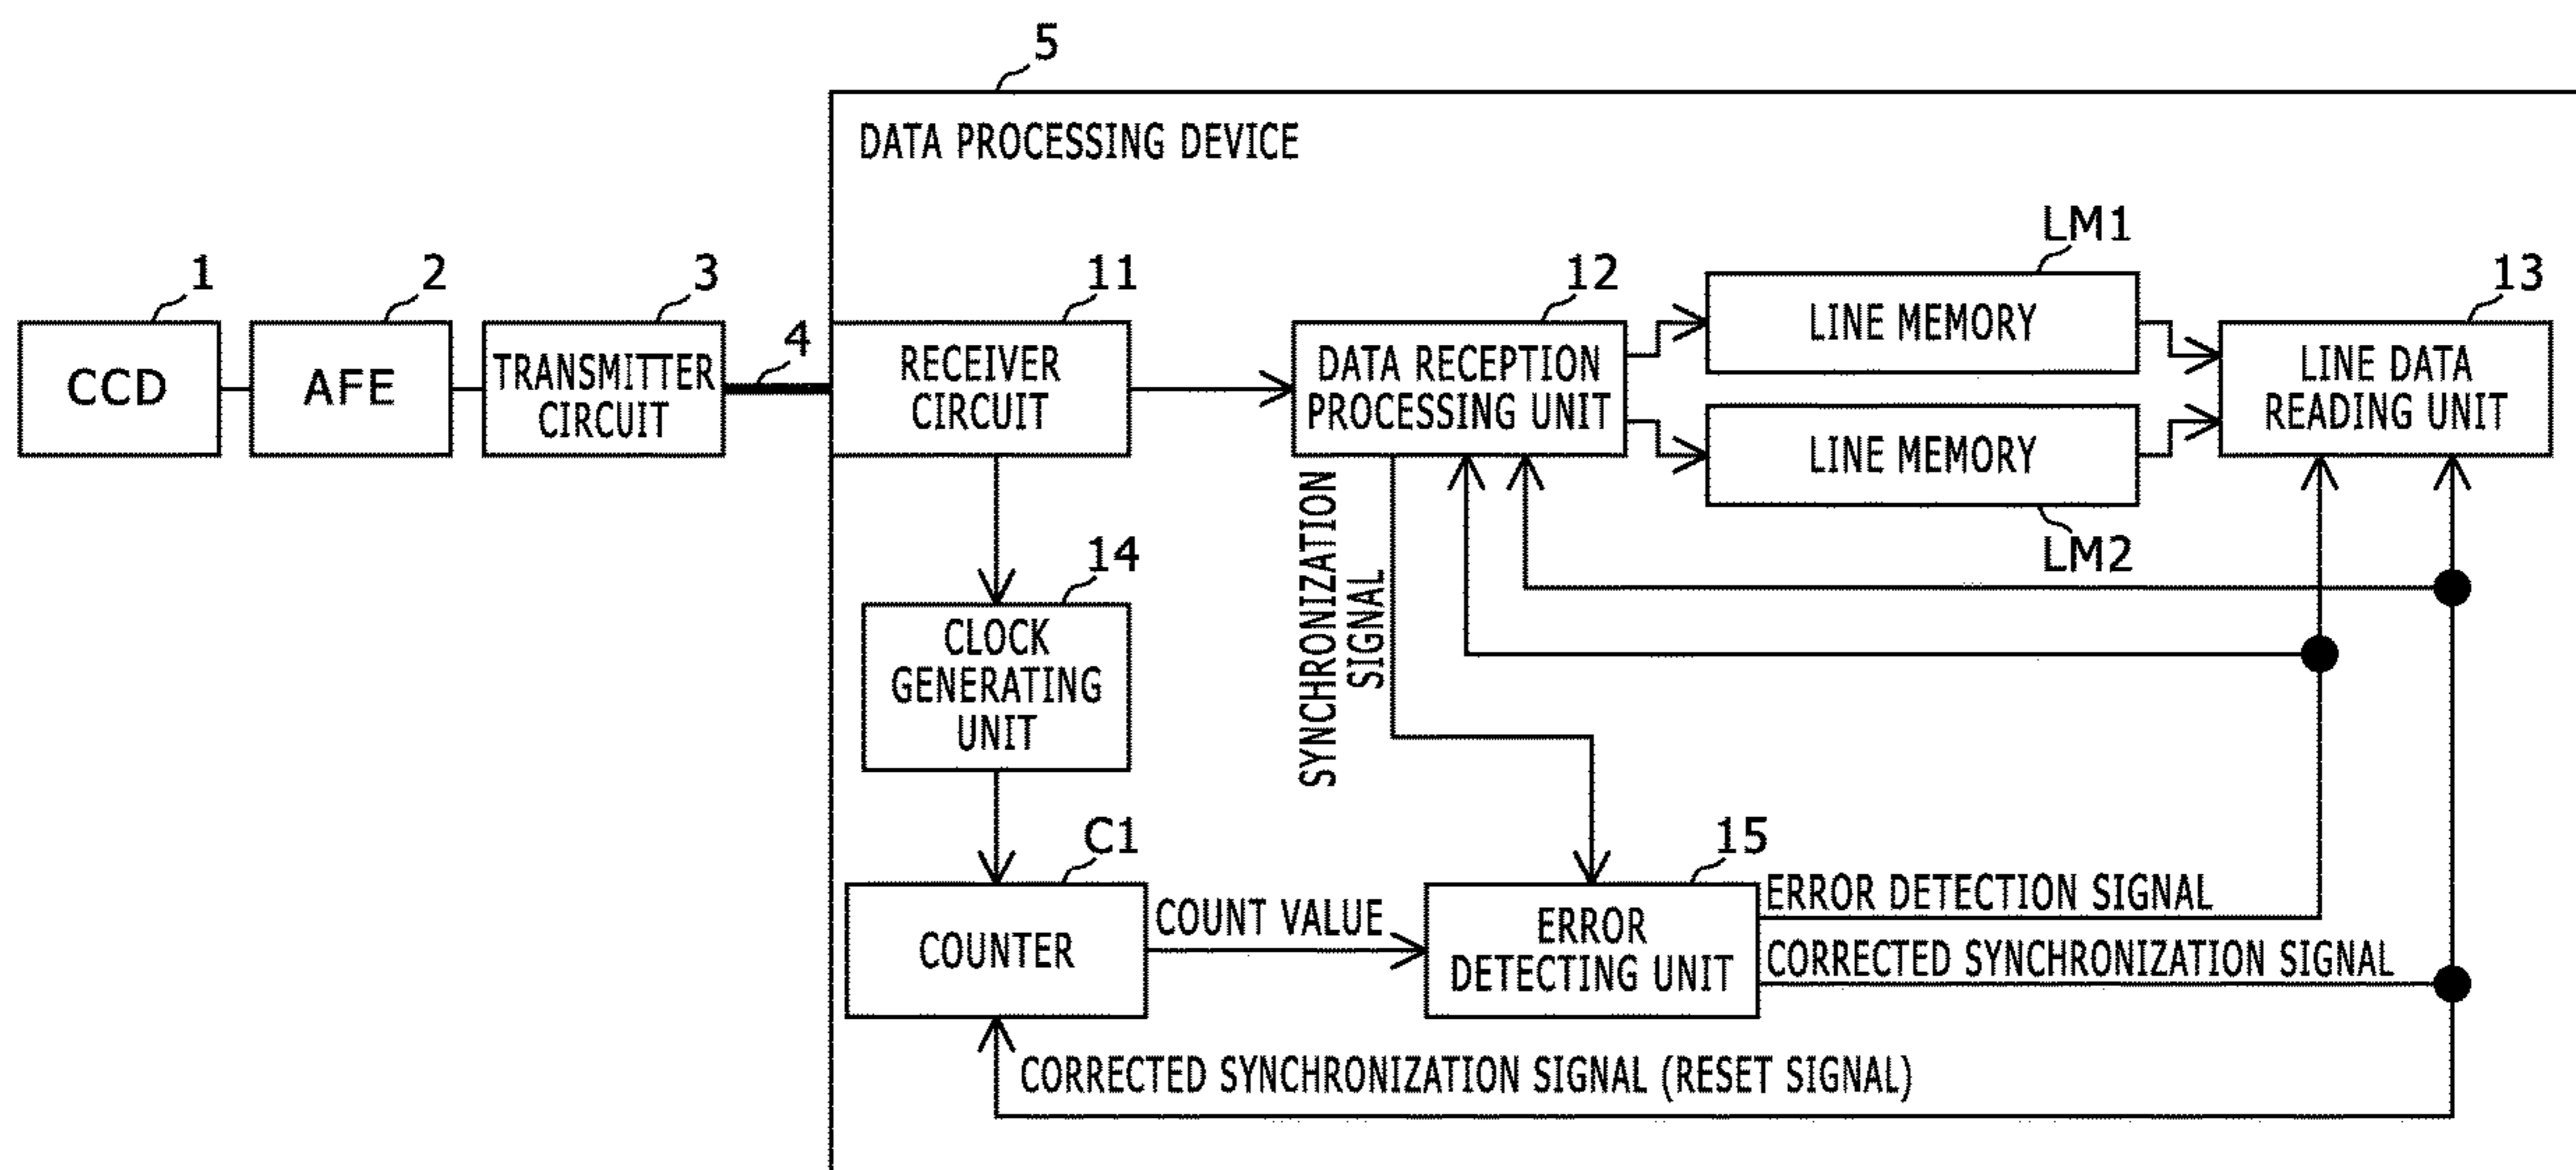 5
DATA PROCESSING DEVICE
1
2
3
4
11
12
LM1
13
CCD
AFE
TRANSMITTER
CIRCUIT
RECEIVER
CIRCUIT
DATA RECEPTION
PROCESSING UNIT
LINE MEMORY
LINE MEMORY
LM2
LINE DATA
READING UNIT
14
CLOCK
GENERATING
UNIT
SYNCHRONIZATION
SIGNAL
C1
COUNTER
COUNT VALUE
15
ERROR
DETECTING UNIT
ERROR DETECTION SIGNAL
CORRECTED SYNCHRONIZATION SIGNAL
CORRECTED SYNCHRONIZATION SIGNAL (RESET SIGNAL)